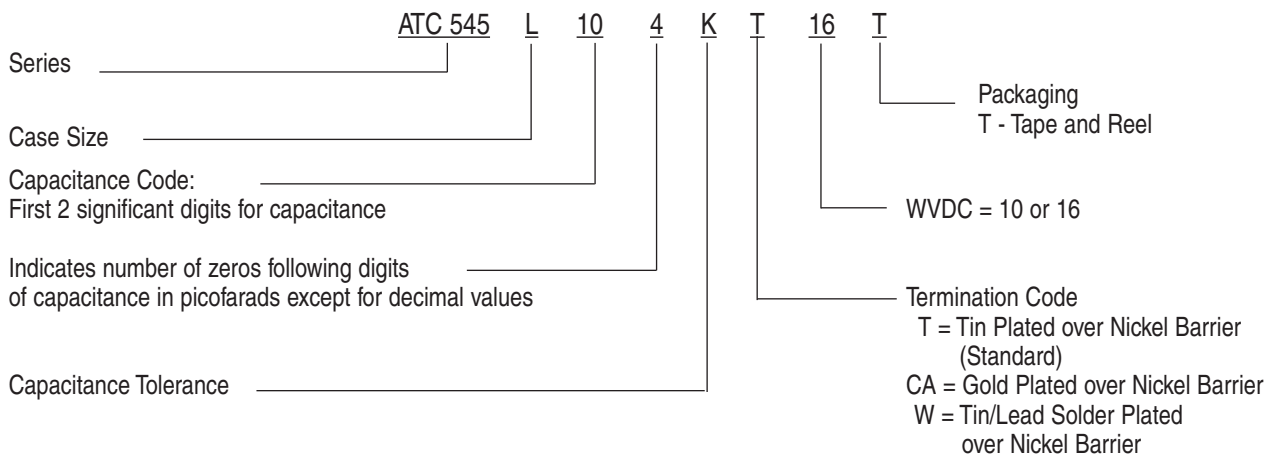 ATC 545 L 10 4 K T 16 T
Series
Case Size
Capacitance Code:
First 2 significant digits for capacitance
Indicates number of zeros following digits
of capacitance in picofarads except for decimal values
Capacitance Tolerance
Packaging
T - Tape and Reel
WVDC = 10 or 16
Termination Code
T = Tin Plated over Nickel Barrier
(Standard)
CA = Gold Plated over Nickel Barrier
W = Tin/Lead Solder Plated
over Nickel Barrier